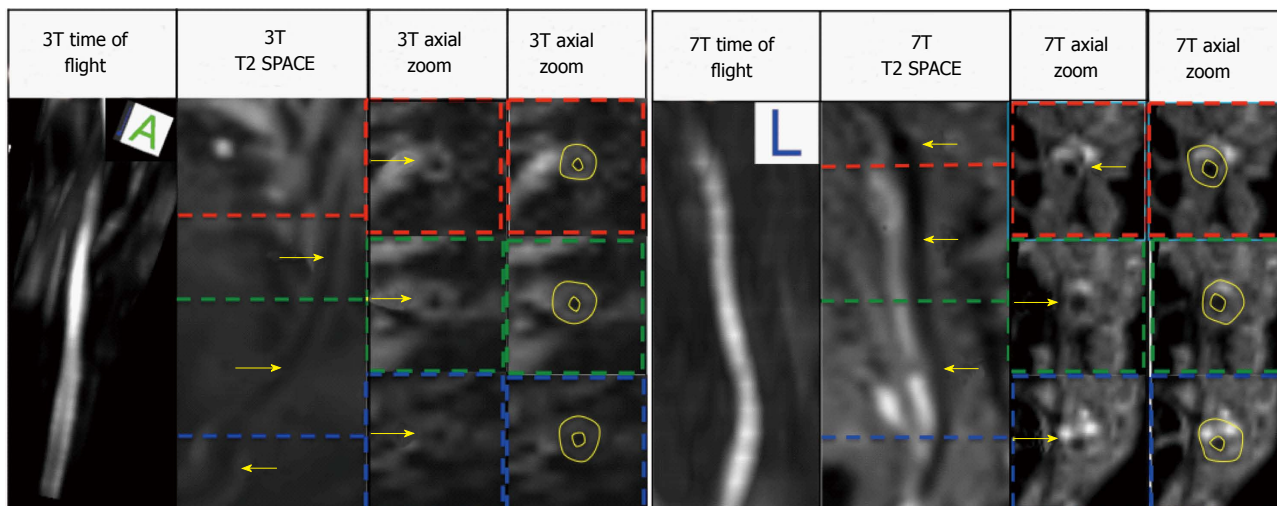 3T time of
flight
3T
T2 SPACE
3T axial
zoom
3T axial
zoom
7T time of
flight
7T
T2 SPACE
7T axial
zoom
7T axial
zoom
A
L